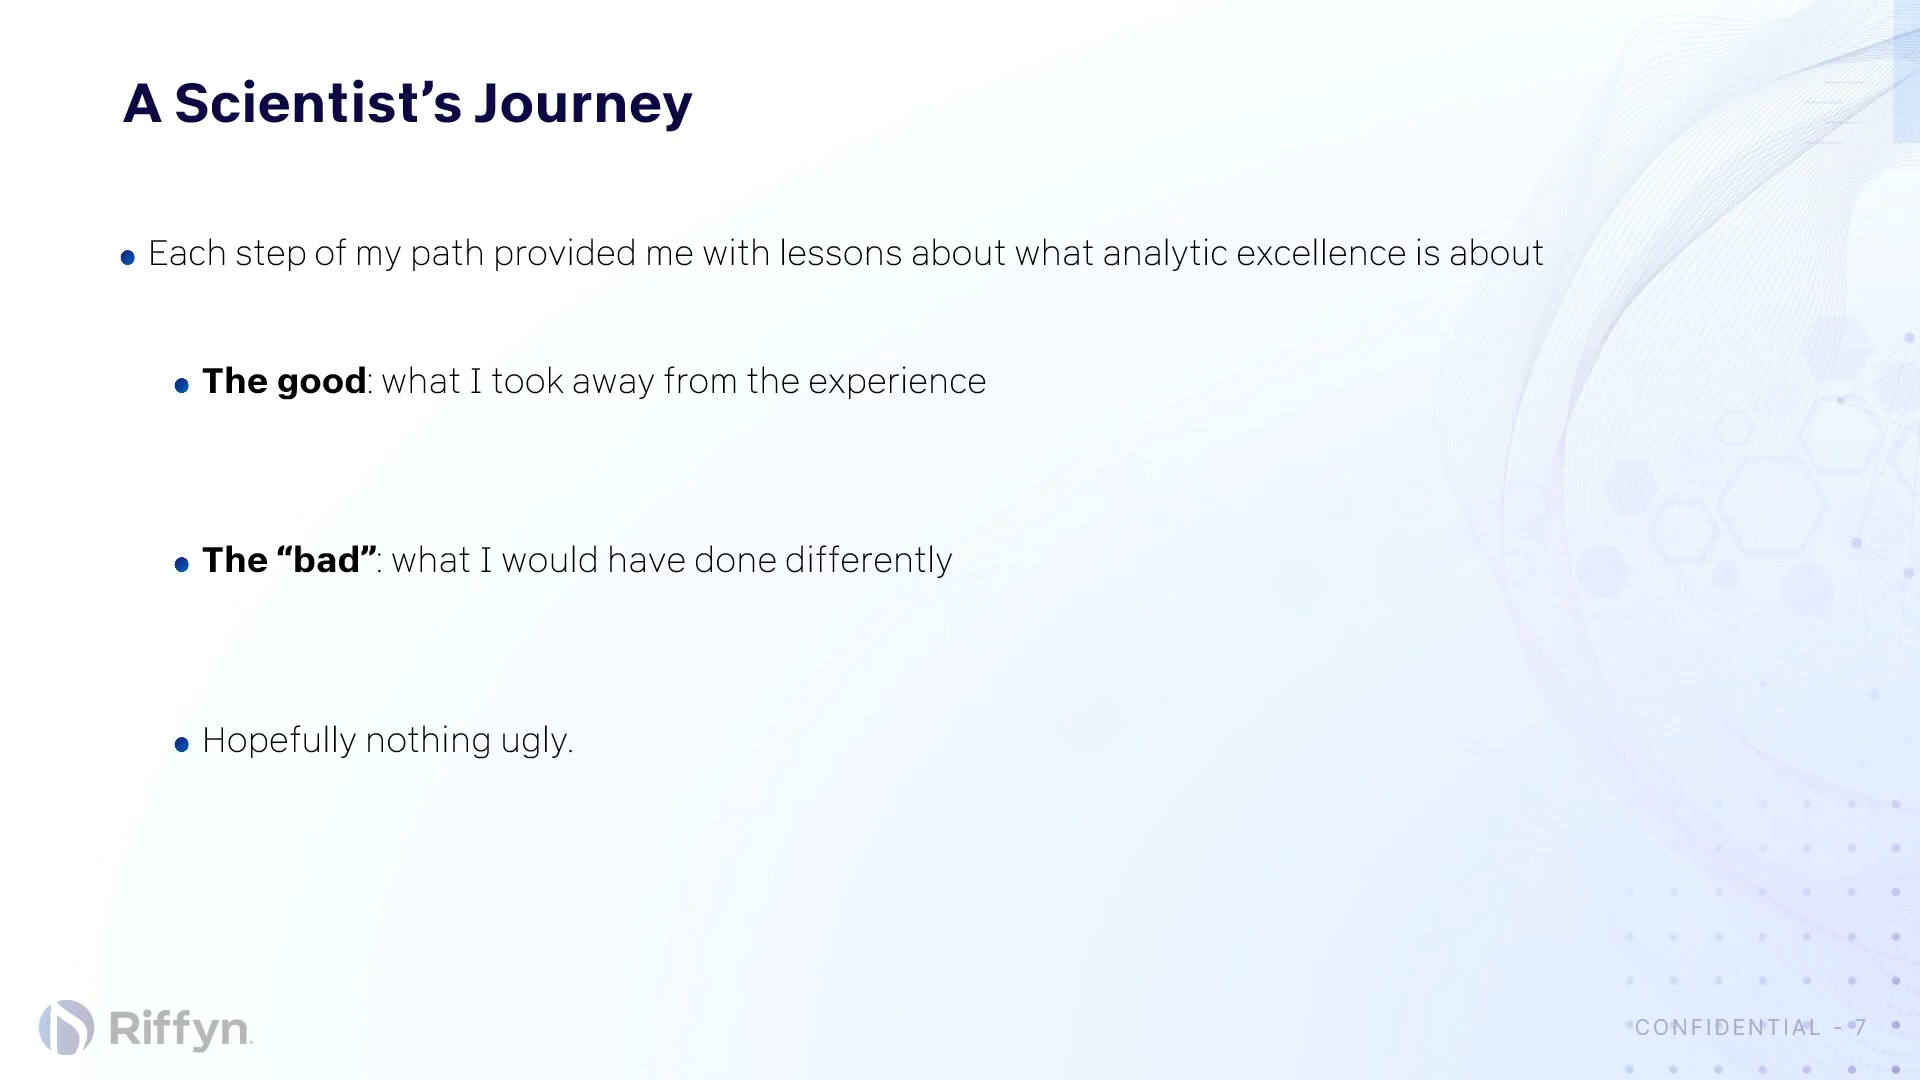 A Scientist’s Journey
• Each step of my path provided me with lessons about what analytic excellence is about
• The good: what I took away from the experience
• The “bad”: what I would have done differently
• Hopefully nothing ugly.
Riffyn
CONFIDENTIAL - 7